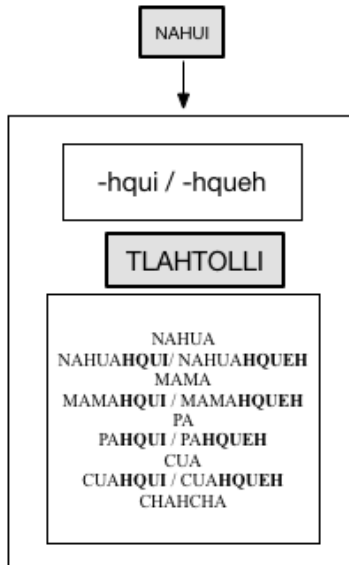 NAHUI
-hqui / -hqueh
TLAHTOLLI
NAHUA
NAHUAHQUI/ NAHUAHQUEH
MAMA
MAMAHQUI / MAMAHQUEH
PA
PAHQUI / PAHQUEH
CUA
CUAHQUI / CUAHQUEH
CHAHCHA